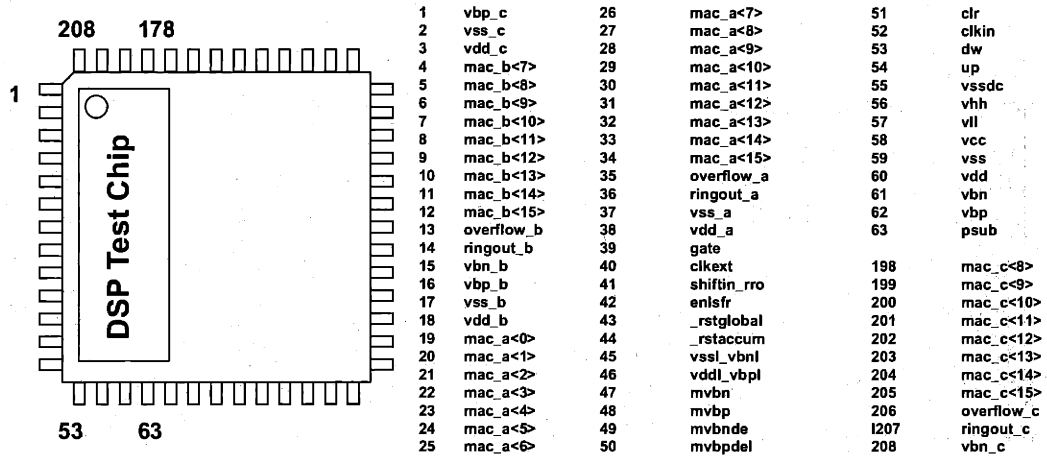 208 178
1
DSP Test Chip
53 63
1 vbp_c 26 mac_a<7> 51 clr
2 vss_c 27 mac_a<8> 52 clkin
3 vdd_c 28 mac_a<9> 53 dw
4 mac_b<7> 29 mac_a<10> 54 up
5 mac_b<8> 30 mac_a<11> 55 vssdc
6 mac_b<9> 31 mac_a<12> 56 vhh
7 mac_b<10> 32 mac_a<13> 57 vll
8 mac_b<11> 33 mac_a<14> 58 vcc
9 mac_b<12> 34 mac_a<15> 59 vss
10 mac_b<13> 35 overflow_a 60 vdd
11 mac_b<14> 36 ringout_a 61 vbn
12 mac_b<15> 37 vss_a 62 vbp
13 overflow_b 38 vdd_a 63 psub
14 ringout_b 39 gate
15 vbn_b 40 clkext 198 mac_c<8>
16 vbp_b 41 shiftin_rro 199 mac_c<9>
17 vss_b 42 enlsfr 200 mac_c<10>
18 vdd_b 43 _rstglobal 201 mac_c<11>
19 mac_a<0> 44 _rstaccum 202 mac_c<12>
20 mac_a<1> 45 vssl_vbnl 203 mac_c<13>
21 mac_a<2> 46 vddl_vbpl 204 mac_c<14>
22 mac_a<3> 47 mvbn 205 mac_c<15>
23 mac_a<4> 48 mvbp 206 overflow_c
24 mac_a<5> 49 mvbnde l207 ringout_c
25 mac_a<6> 50 mvbpdel 208 vbn_c